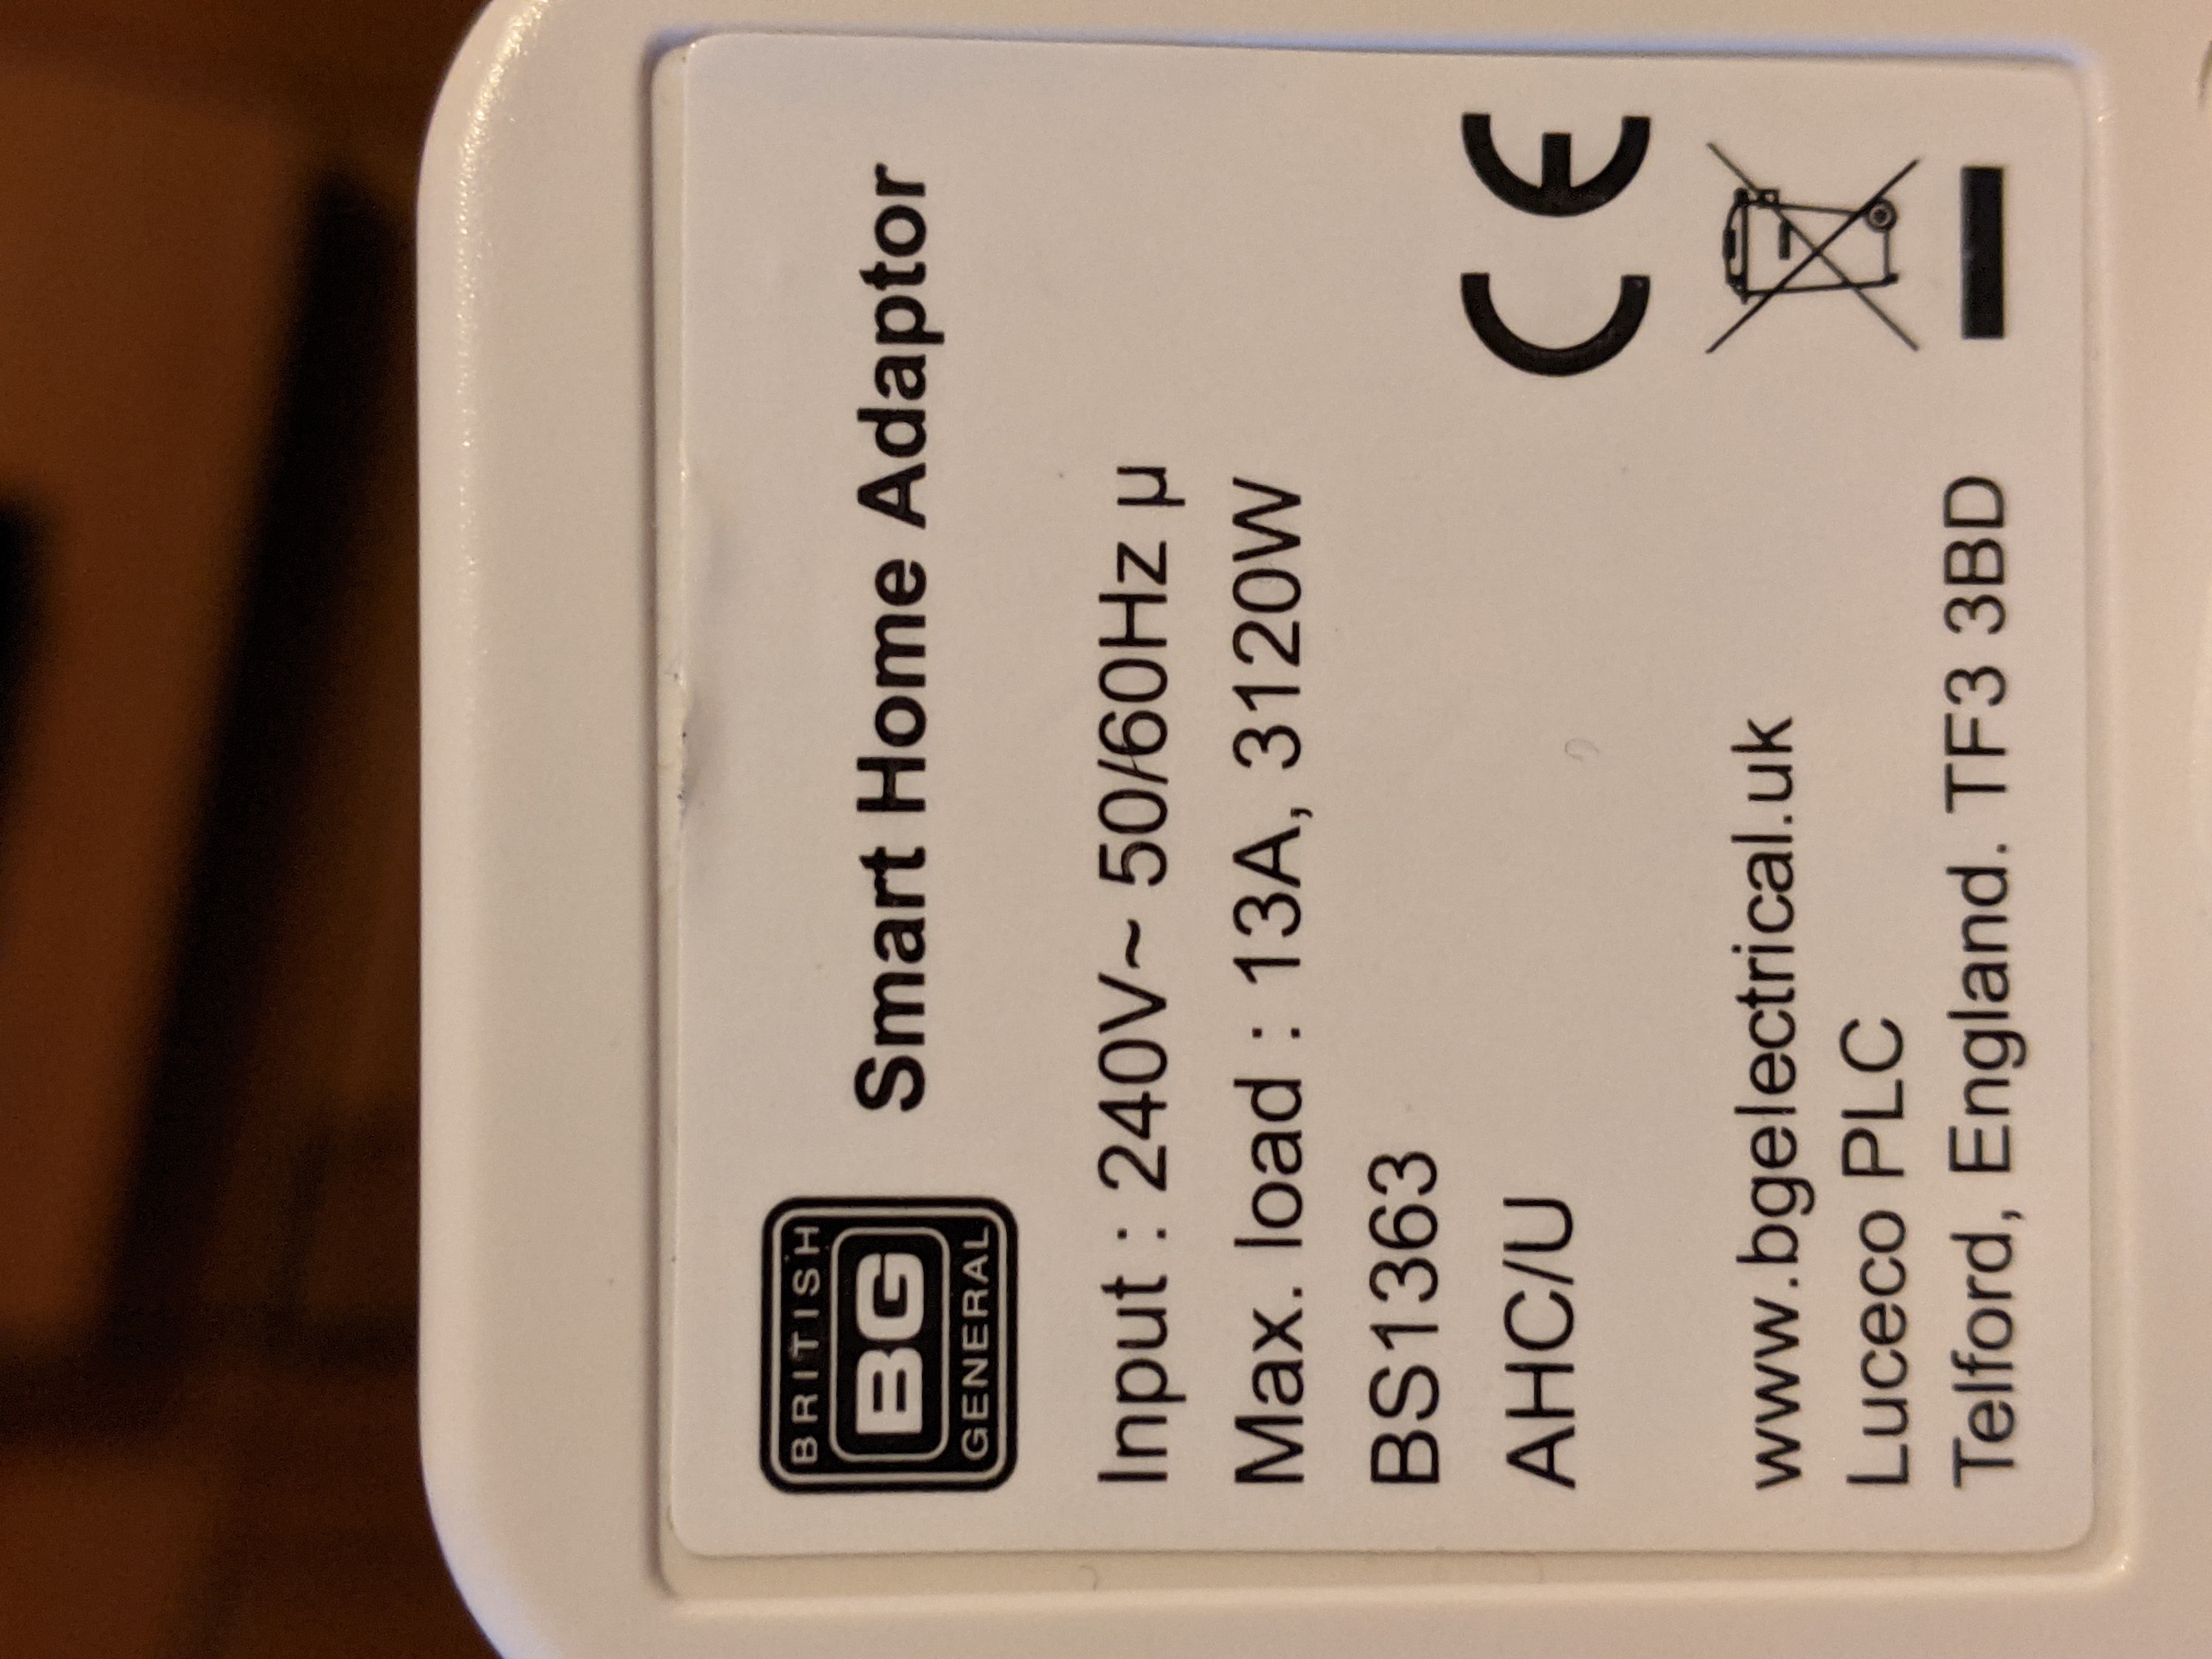 BRITISH
BG
GENERAL
Smart Home Adaptor
Input : 240V~ 50/60Hz µ
Max. load : 13A, 3120W
BS1363
AHC/U
CE
www.bgelectrical.uk
Luceco PLC
Telford, England. TF3 3BD